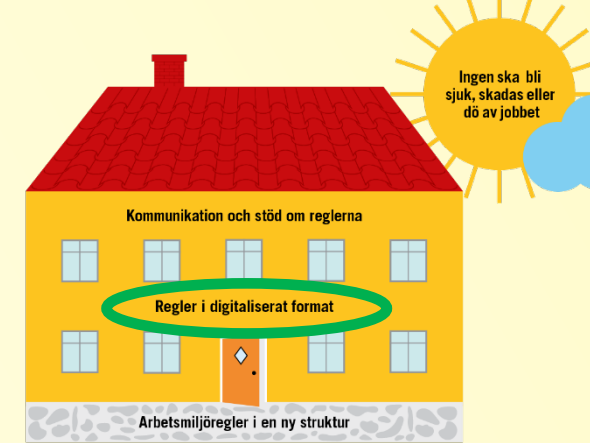 Ingen ska bli
sjuk, skadas eller
dö av jobbet
Kommunikation och stöd om reglerna
Regler i digitaliserat format
Arbetsmiljöregler i en ny struktur